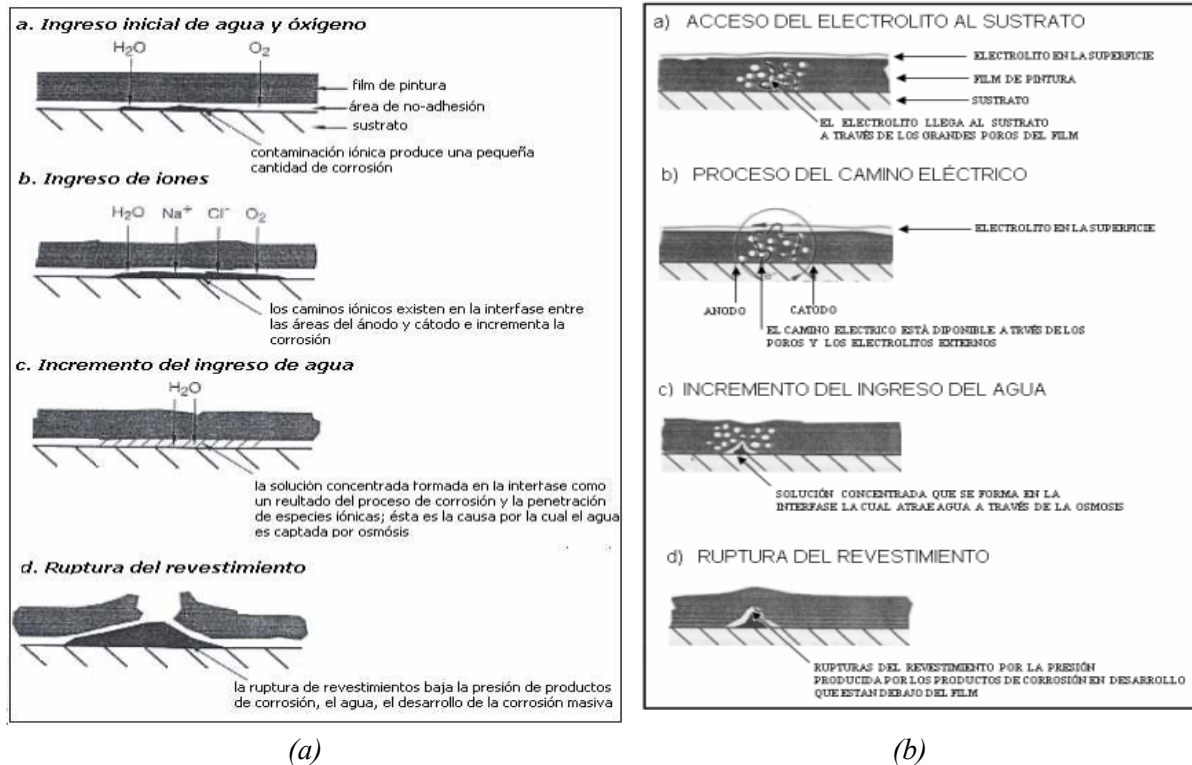 a. Ingreso inicial de agua y óxígeno
H₂O O₂
film de pintura
área de no-adhesión
sustrato
contaminación iónica produce una pequeña
cantidad de corrosión
b. Ingreso de iones
H₂O Na⁺ Cl⁻ O₂
los caminos iónicos existen en la interfase entre
las áreas del ánodo y cátodo e incrementa la
corrosión
c. Incremento del ingreso de agua
H₂O
la solución concentrada formada en la interfase como
un reultado del proceso de corrosión y la penetración
de especies iónicas; ésta es la causa por la cual el agua
es captada por osmósis
d. Ruptura del revestimiento
la ruptura de revestimientos baja la presión de productos
de corrosión, el agua, el desarrollo de la corrosión masiva
(a)
a) ACCESO DEL ELECTROLITO AL SUSTRATO
ELECTROLITO EN LA SUPERFICIE
FILM DE PINTURA
SUSTRATO
EL ELECTROLITO LLEGA AL SUSTRATO
A TRAVÉS DE LOS GRANDES POROS DEL FILM
b) PROCESO DEL CAMINO ELÉCTRICO
ELECTROLITO EN LA SUPERFICIE
e⁻
ANODO CATODO
EL CAMINO ELECTRICO ESTÀ DIPONIBLE A TRVÉS DE LOS
POROS Y LOS ELECTROLITOS EXTERNOS
c) INCREMENTO DEL INGRESO DEL AGUA
SOLUCIÓN CONCENTRADA QUE SE FORMA EN LA
INTERFASE LA CUAL ATRAE AGUA A TRAVÉS DE LA OSMOSIS
d) RUPTURA DEL REVESTIMIENTO
RUPTURAS DEL REVESTIMIENTO POR LA PRESIÓN
PRODUCIDA POR LOS PRODUCTOS DE CORROSIÓN EN DESARROLLO
QUE ESTAN DEBAJO DEL FILM
(b)